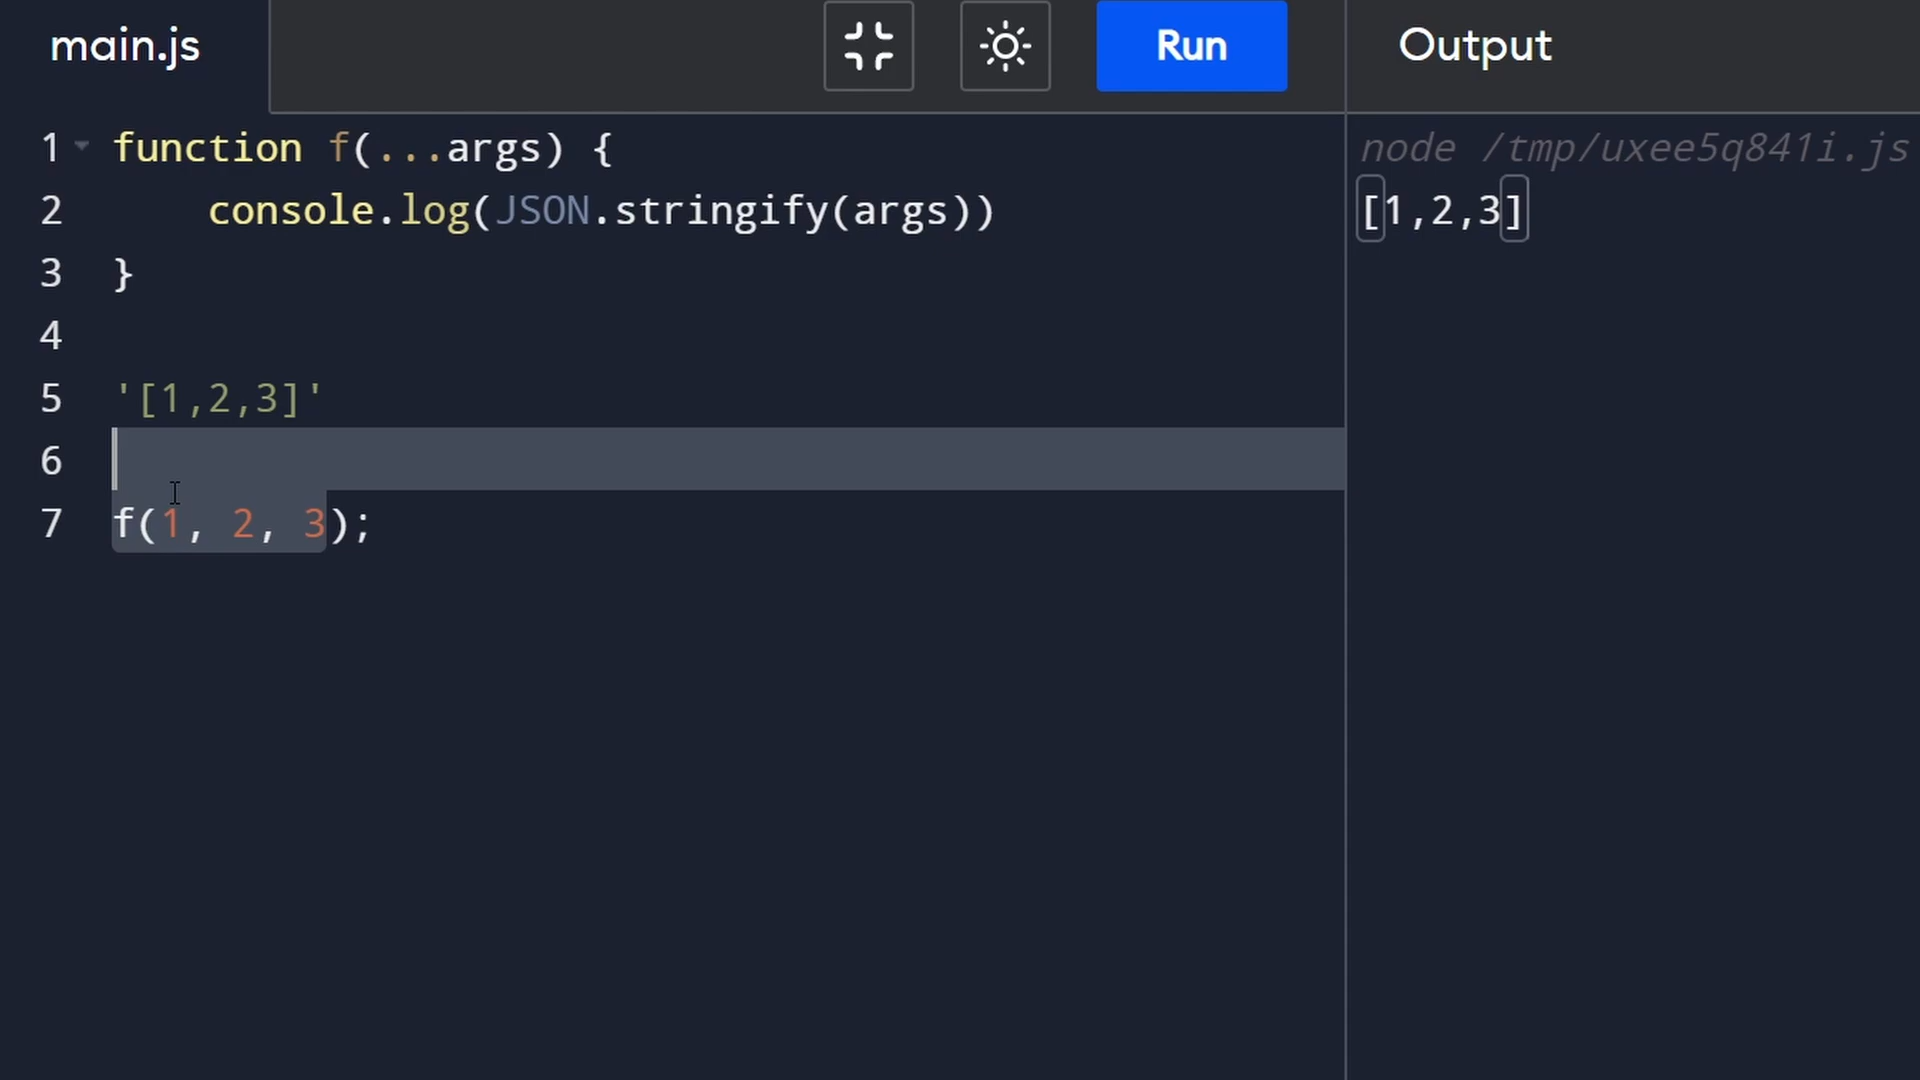 main.js
Run
Output
1 function f(...args) {
2     console.log(JSON.stringify(args))
3 }
4
5 '[1,2,3]'
6
7 f(1, 2, 3);
node /tmp/uxee5q841i.js
[1,2,3]